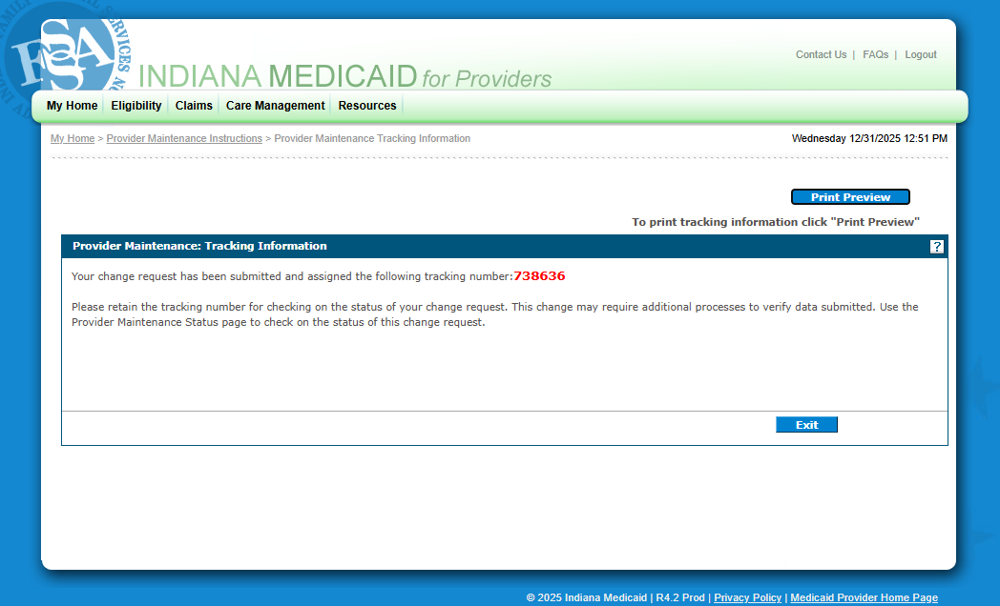 FSSA
INDIANA MEDICAID for Providers
Contact Us | FAQs | Logout
My Home Eligibility Claims Care Management Resources
My Home > Provider Maintenance Instructions > Provider Maintenance Tracking Information
Wednesday 12/31/2025 12:51 PM
Print Preview
To print tracking information click "Print Preview"
Provider Maintenance: Tracking Information
?
Your change request has been submitted and assigned the following tracking number:738636
Please retain the tracking number for checking on the status of your change request. This change may require additional processes to verify data submitted. Use the
Provider Maintenance Status page to check on the status of this change request.
Exit
© 2025 Indiana Medicaid | R4.2 Prod | Privacy Policy | Medicaid Provider Home Page